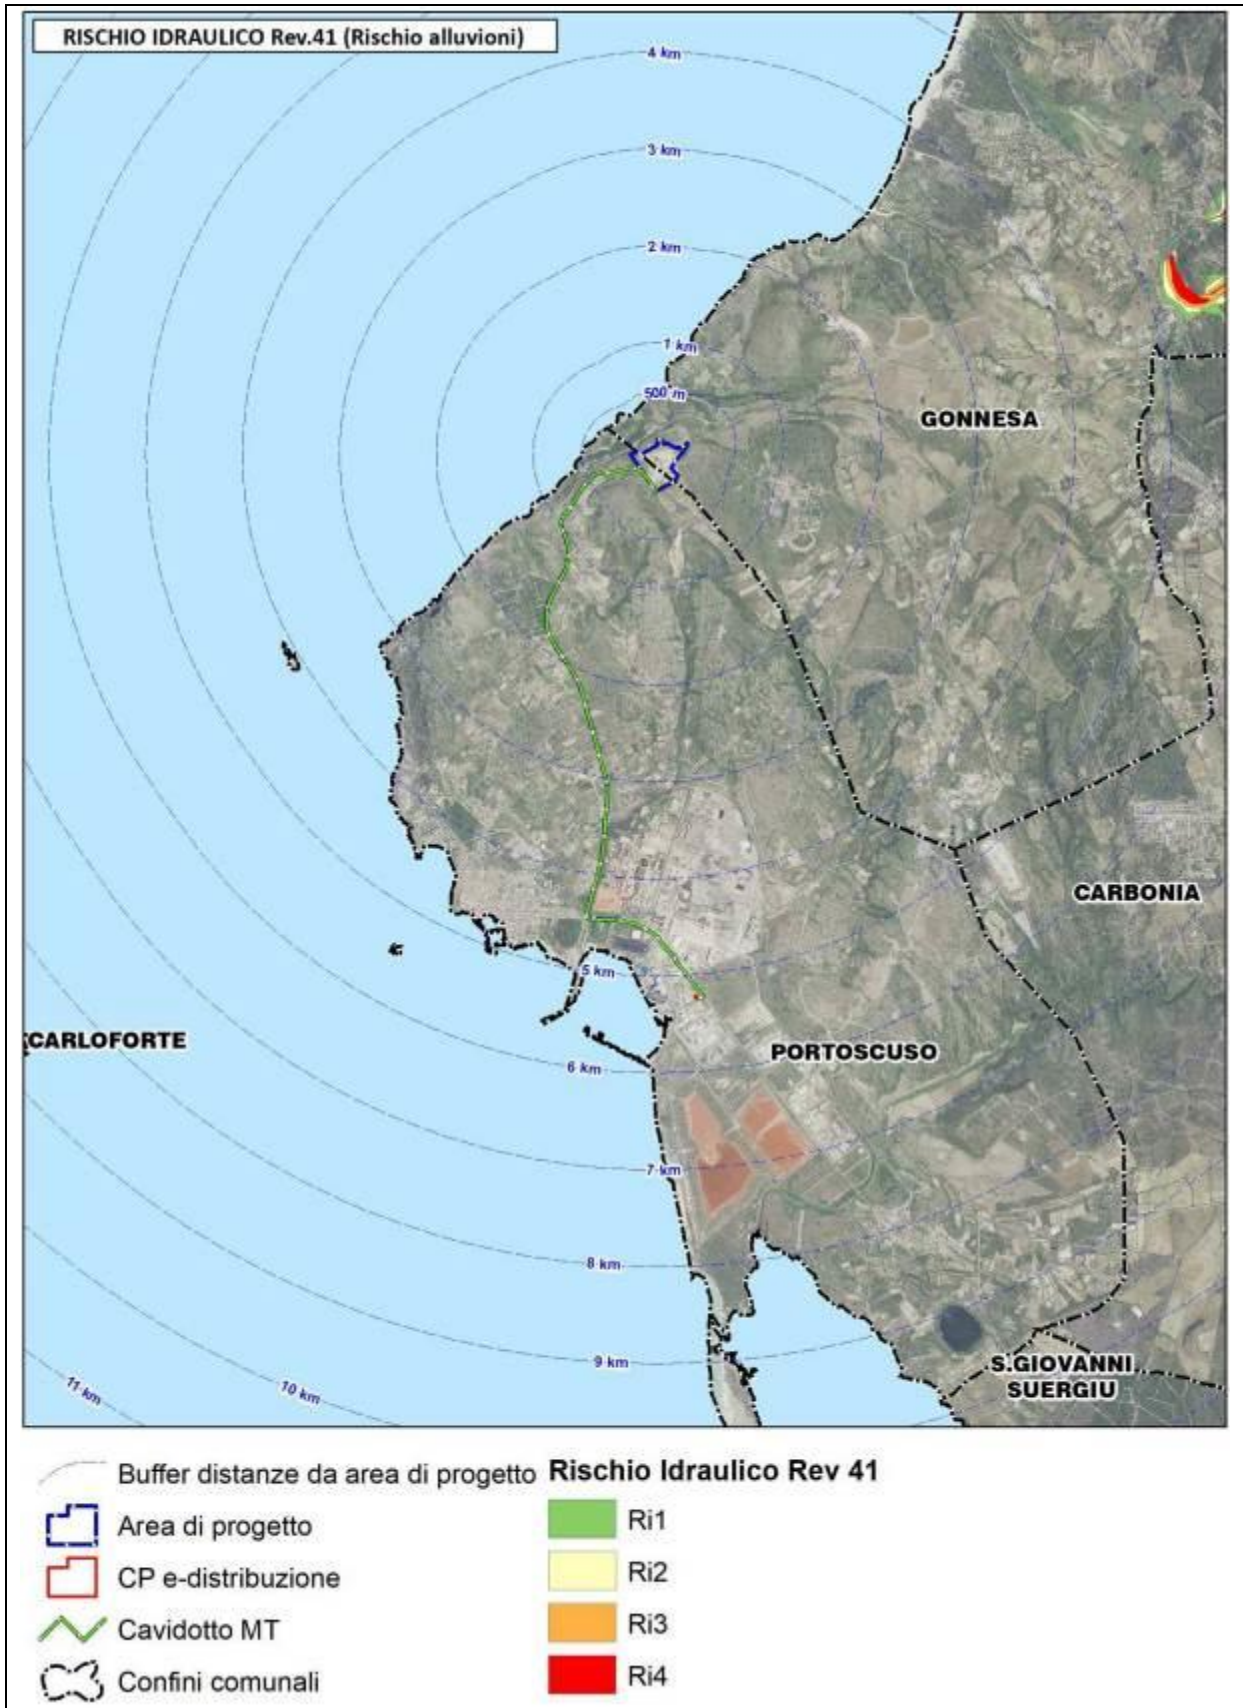 RISCHIO IDRAULICO Rev.41 (Rischio alluvioni)
4 km
3 km
2 km
1 km
500 m
GONNESA
CARBONIA
5 km
CARLOFORTE
PORTOSCUSO
6 km
7 km
8 km
9 km
S.GIOVANNI
SUERGIU
11 km
10 km
Buffer distanze da area di progetto
Area di progetto
CP e-distribuzione
Cavidotto MT
Confini comunali
Rischio Idraulico Rev 41
Ri1
Ri2
Ri3
Ri4